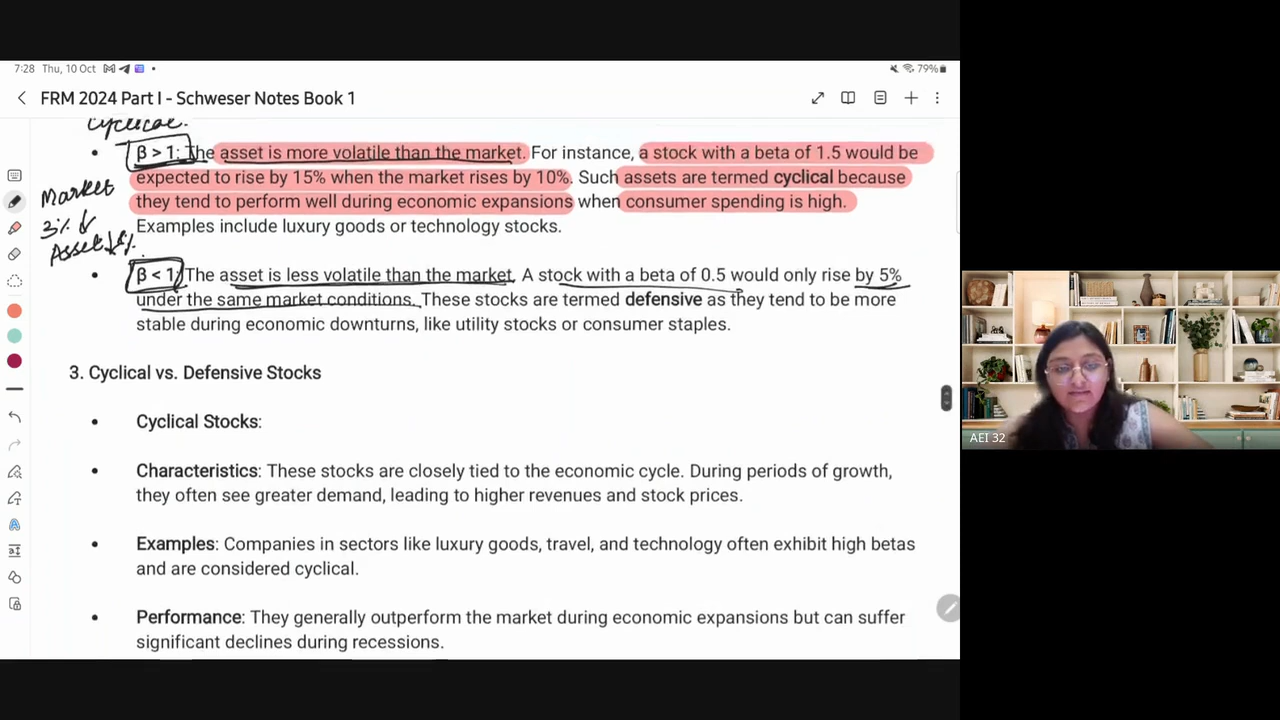 7:28 Thu, 10 Oct
79%
FRM 2024 Part I - Schweser Notes Book 1
Cyclical.
• β > 1: The asset is more volatile than the market. For instance, a stock with a beta of 1.5 would be
expected to rise by 15% when the market rises by 10%. Such assets are termed cyclical because
they tend to perform well during economic expansions when consumer spending is high.
Examples include luxury goods or technology stocks.
Market
3% ↓
Asset ↓
• β < 1: The asset is less volatile than the market. A stock with a beta of 0.5 would only rise by 5%
under the same market conditions. These stocks are termed defensive as they tend to be more
stable during economic downturns, like utility stocks or consumer staples.
3. Cyclical vs. Defensive Stocks
• Cyclical Stocks:
• Characteristics: These stocks are closely tied to the economic cycle. During periods of growth,
they often see greater demand, leading to higher revenues and stock prices.
• Examples: Companies in sectors like luxury goods, travel, and technology often exhibit high betas
and are considered cyclical.
• Performance: They generally outperform the market during economic expansions but can suffer
significant declines during recessions.
AEI 32